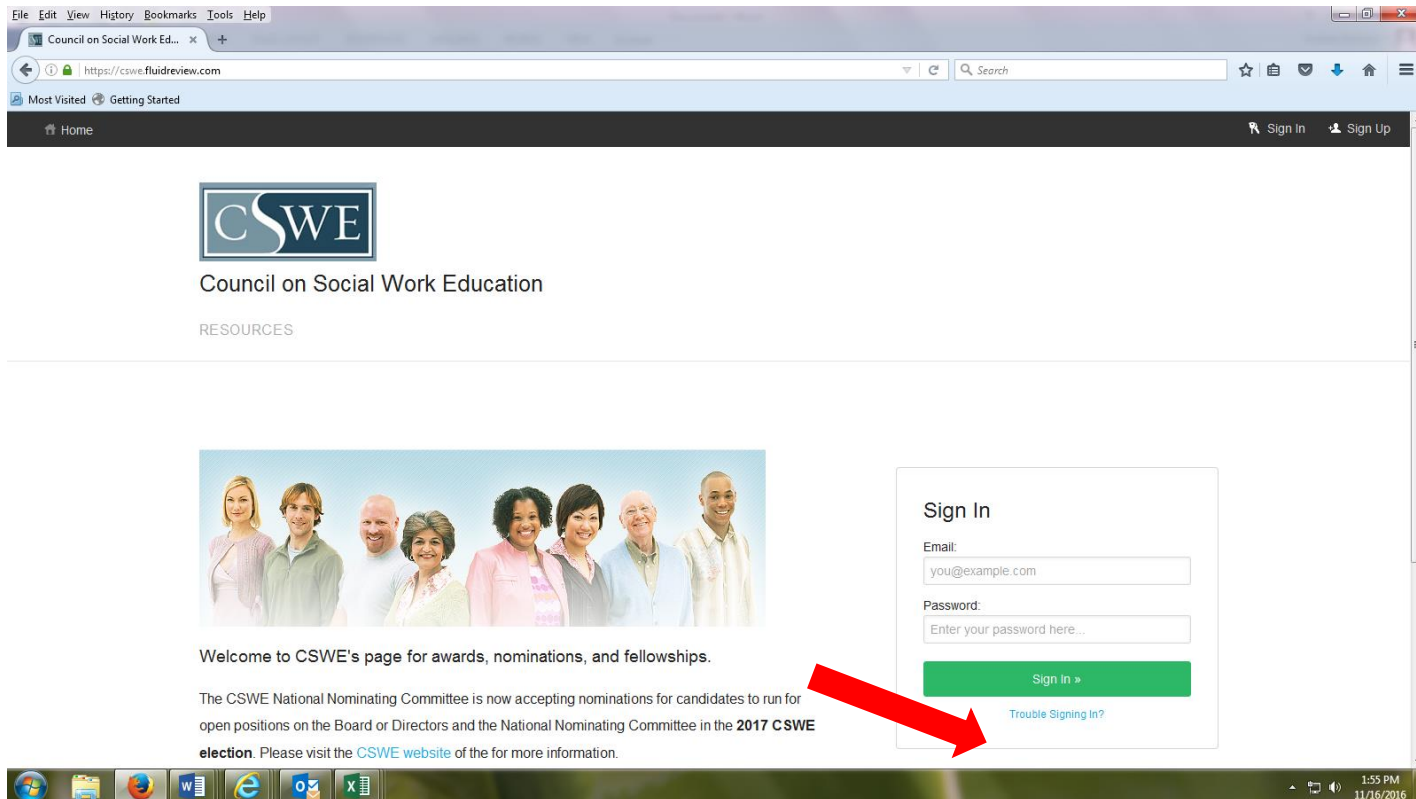 File Edit View History Bookmarks Tools Help
Council on Social Work Ed... × +
https://cswe.fluidreview.com Search
Most Visited Getting Started
Home Sign In Sign Up
CSWE
Council on Social Work Education
RESOURCES
Sign In
Email:
you@example.com
Password:
Enter your password here...
Sign In »
Trouble Signing In?
Welcome to CSWE's page for awards, nominations, and fellowships.
The CSWE National Nominating Committee is now accepting nominations for candidates to run for
open positions on the Board or Directors and the National Nominating Committee in the 2017 CSWE
election. Please visit the CSWE website of the for more information.
1:55 PM
11/16/2016